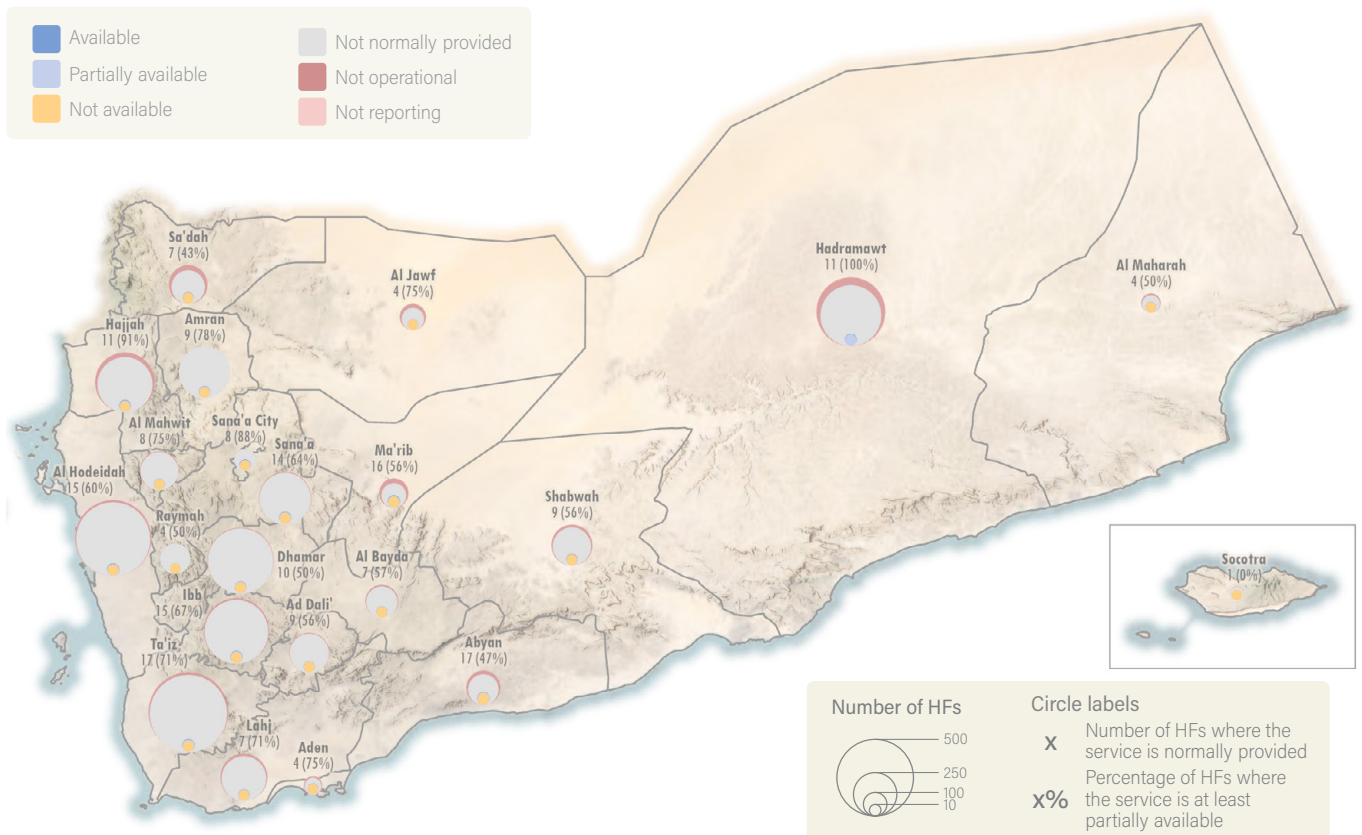 Available
Partially available
Not available
Not normally provided
Not operational
Not reporting
Sa'dah
7 (43%)
Al Jawf
4 (75%)
Hadramawt
11 (100%)
Al Maharah
4 (50%)
Hajjah
11 (91%)
Amran
9 (78%)
Al Mahwit
8 (75%)
Sana'a City
8 (88%)
Sana'a
14 (64%)
Ma'rib
16 (56%)
Al Hodeidah
15 (60%)
Shabwah
9 (56%)
Raymah
4 (50%)
Dhamar
10 (50%)
Al Bayda
7 (57%)
Socotra
1 (0%)
Ibb
15 (67%)
Ad Dali'
9 (56%)
Ta'iz
17 (71%)
Abyan
17 (47%)
Lahj
7 (71%)
Aden
4 (75%)
Number of HFs
500
250
100
10
Circle labels
x
Number of HFs where the
service is normally provided
x%
Percentage of HFs where
the service is at least
partially available